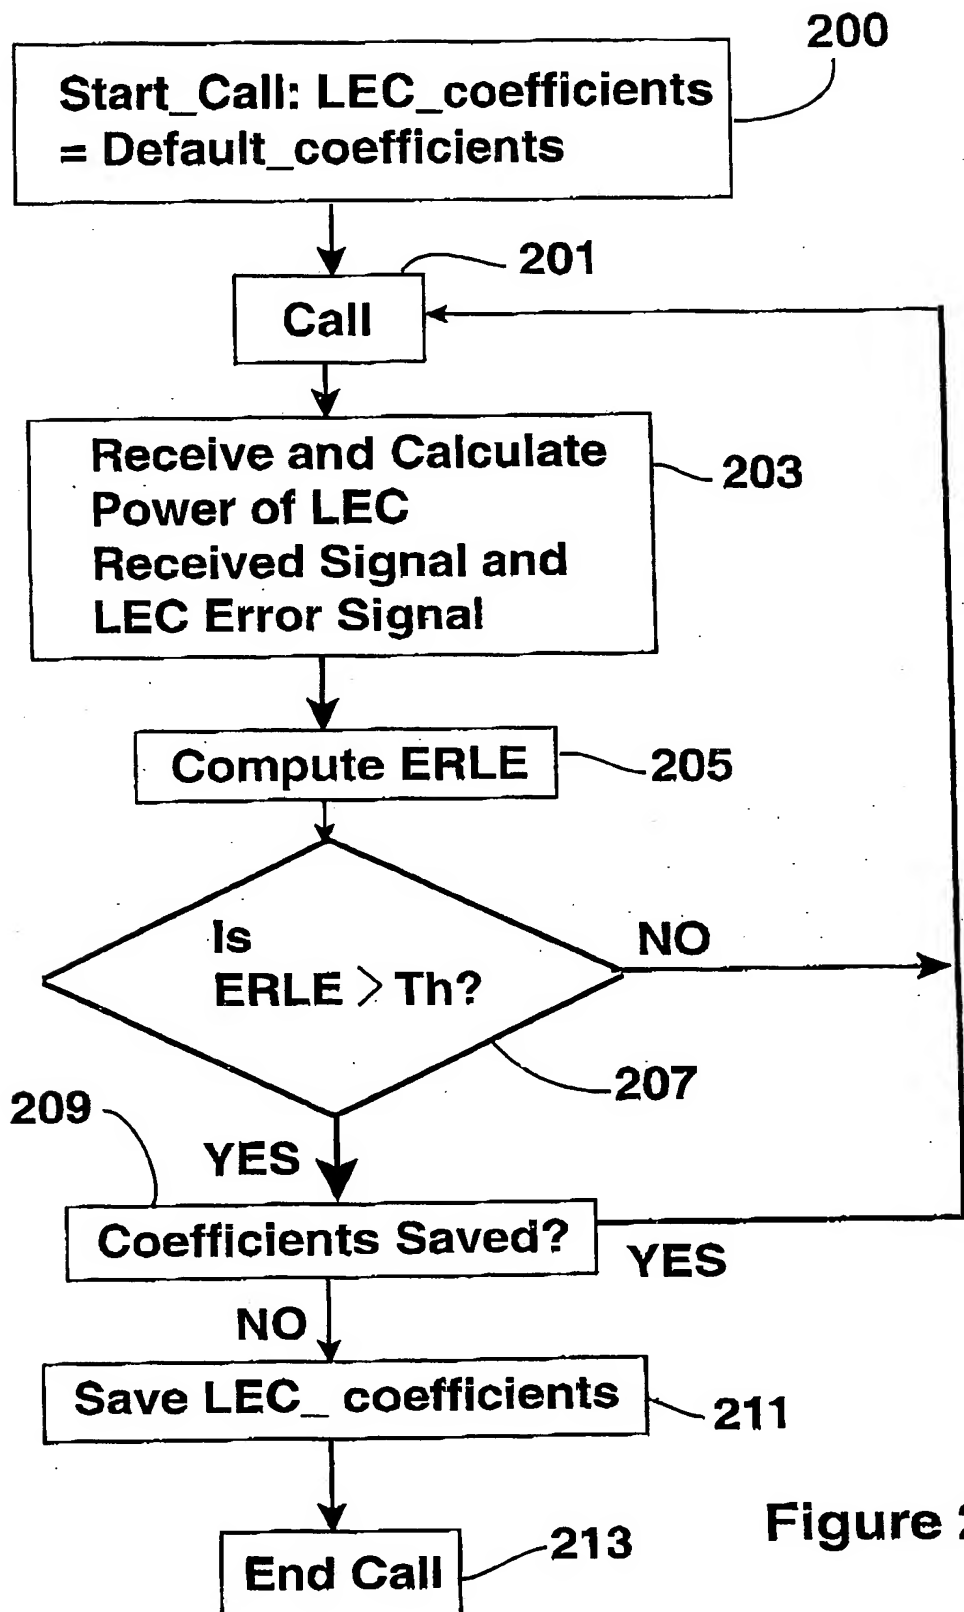 200
Start_Call: LEC_coefficients
= Default_coefficients
201
Call
Receive and Calculate
Power of LEC
Received Signal and
LEC Error Signal
203
Compute ERLE
205
Is
ERLE > Th?
NO
207
209
YES
Coefficients Saved?
YES
NO
Save LEC_ coefficients
211
Figure
End Call
213